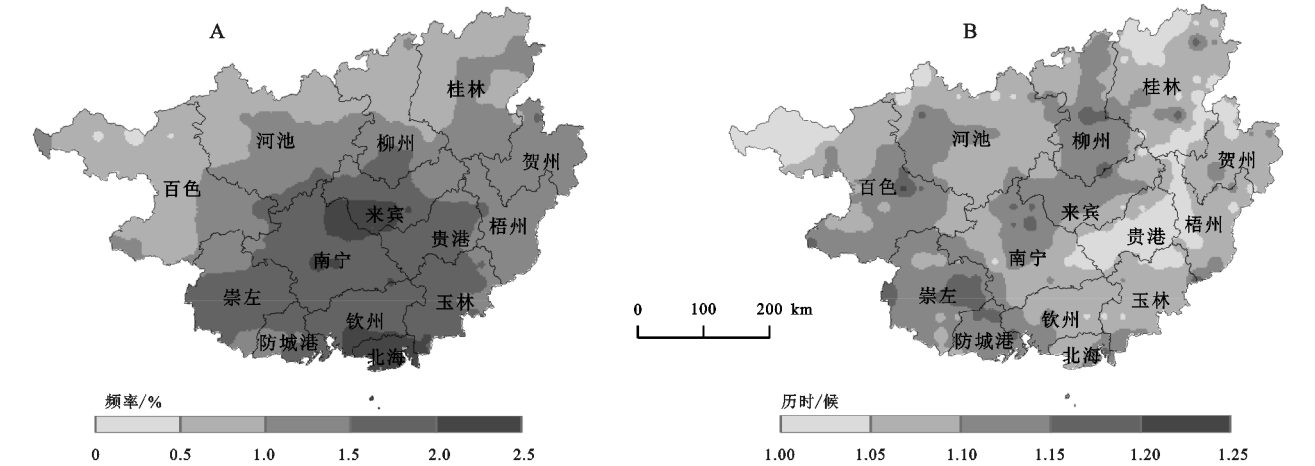 A
桂林
河池
柳州
贺州
百色
来宾
梧州
贵港
南宁
崇左
玉林
钦州
防城港
北海
频率/%
0 0.5 1.0 1.5 2.0 2.5
0 100 200 km
B
桂林
河池
柳州
贺州
百色
来宾
梧州
贵港
南宁
崇左
玉林
钦州
防城港
北海
历时/候
1.00 1.05 1.10 1.15 1.20 1.25